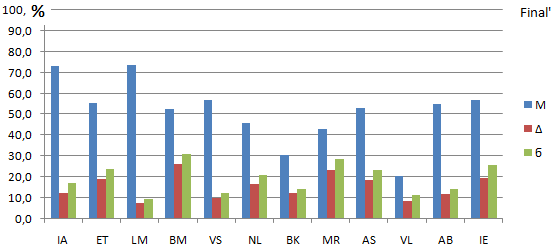 100, %
Final'
90,0
80,0
70,0
60,0
50,0
40,0
30,0
20,0
10,0
0,0
IA ET LM BM VS NL BK MR AS VL AB IE
M
Δ
б